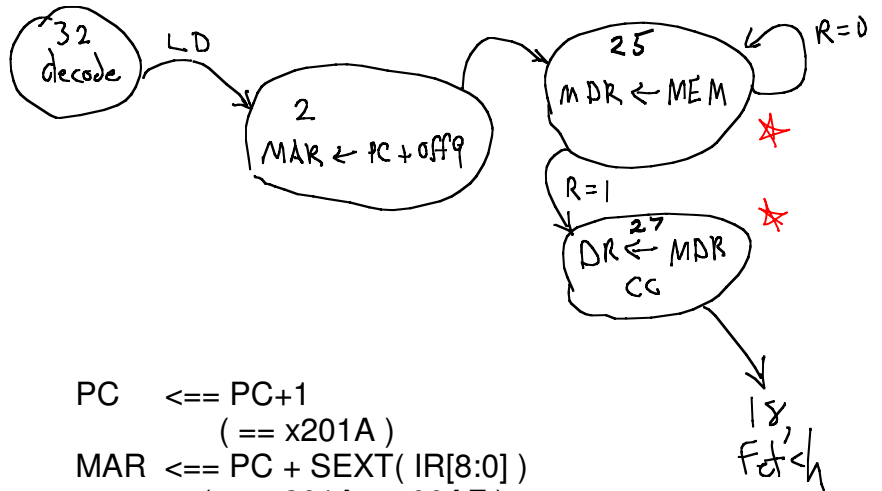 32
decode
LD
2
MAR ← PC + off9
25
MDR ← MEM
R=0
R=1
27
DR ← MDR
CC
18,
Fetch
PC <== PC+1
( == x201A )
MAR <== PC + SEXT( IR[8:0] )